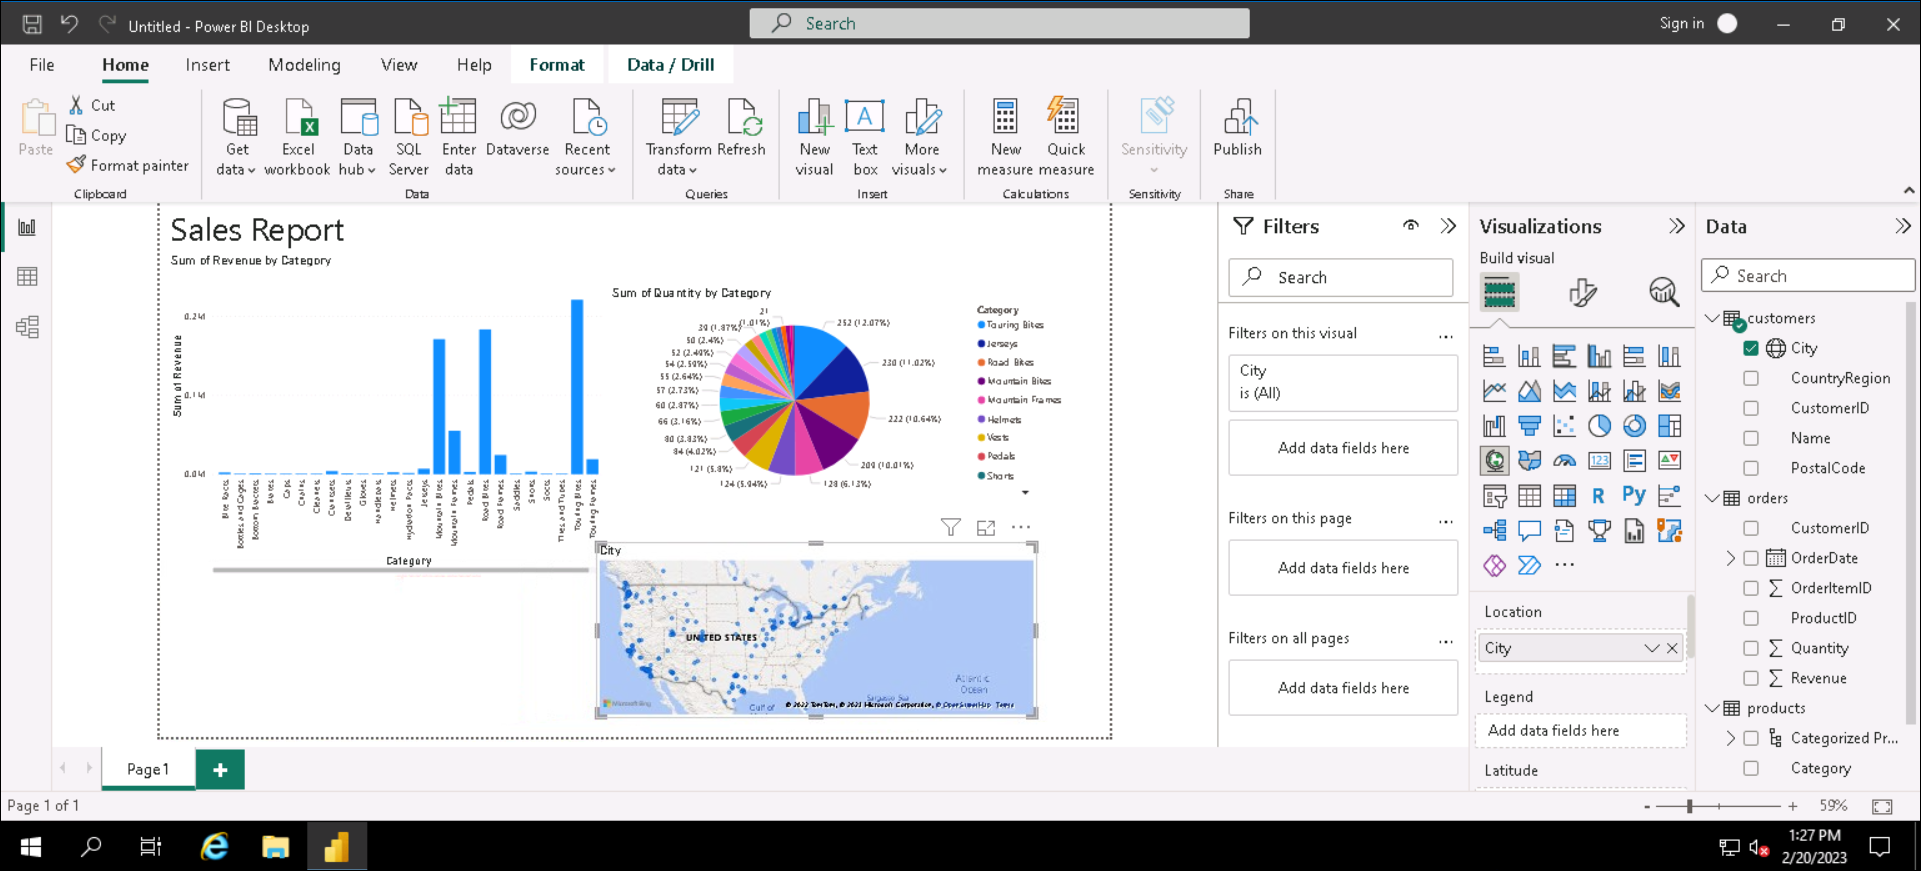 Untitled - Power BI Desktop
Search
Sign in
File
Home
Insert
Modeling
View
Help
Format
Data / Drill
Paste
Cut
Copy
Format painter
Clipboard
Get data
Excel workbook
Data hub
SQL Server
Enter data
Dataverse
Recent sources
Data
Transform data
Refresh
Queries
New visual
Text box
More visuals
Insert
New measure
Quick measure
Calculations
Sensitivity
Sensitivity
Publish
Share
Sales Report
Sum of Revenue by Category
0.2M
0.1M
0.0M
Sum of Revenue
Bike Racks
Bottles and Cages
Bottom Brackets
Brakes
Caps
Chains
Cleaners
Cranksets
Derailleurs
Gloves
Handlebars
Helmets
Hydration Packs
Jerseys
Mountain Bikes
Mountain Frames
Pedals
Road Bikes
Road Frames
Saddles
Shorts
Socks
Tires and Tubes
Touring Bikes
Touring Frames
Category
Sum of Quantity by Category
252 (12.07%)
230 (11.02%)
222 (10.64%)
209 (10.01%)
128 (6.13%)
124 (5.94%)
121 (5.8%)
84 (4.02%)
80 (3.83%)
66 (3.16%)
60 (2.87%)
57 (2.73%)
55 (2.64%)
54 (2.59%)
52 (2.49%)
50 (2.4%)
39 (1.87%)
21
(1.01%)
Category
Touring Bikes
Jerseys
Road Bikes
Mountain Bikes
Mountain Frames
Helmets
Vests
Pedals
Shorts
City
UNITED STATES
Atlantic
Ocean
Sargasso Sea
Gulf of
Microsoft Bing
© 2022 TomTom, © 2023 Microsoft Corporation, © OpenStreetMap Terms
Filters
Search
Filters on this visual
City
is (All)
Add data fields here
Filters on this page
Add data fields here
Filters on all pages
Add data fields here
Visualizations
Build visual
123
R
Py
Location
City
Legend
Add data fields here
Latitude
Data
Search
customers
City
CountryRegion
CustomerID
Name
PostalCode
orders
CustomerID
OrderDate
OrderItemID
ProductID
Quantity
Revenue
products
Categorized Pr...
Category
Page 1
Page 1 of 1
59%
1:27 PM
2/20/2023